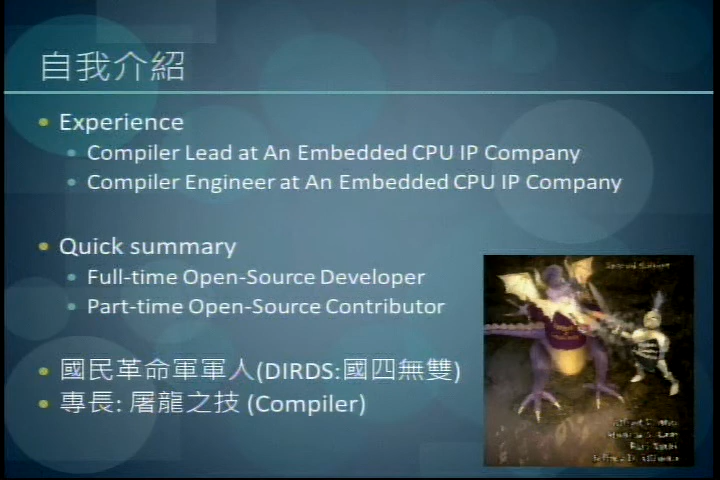 自我介紹
Experience
Compiler Lead at An Embedded CPU IP Company
Compiler Engineer at An Embedded CPU IP Company
Quick summary
Full-time Open-Source Developer
Part-time Open-Source Contributor
國民革命軍軍人(DIRDS:國四無雙)
專長: 屠龍之技 (Compiler)